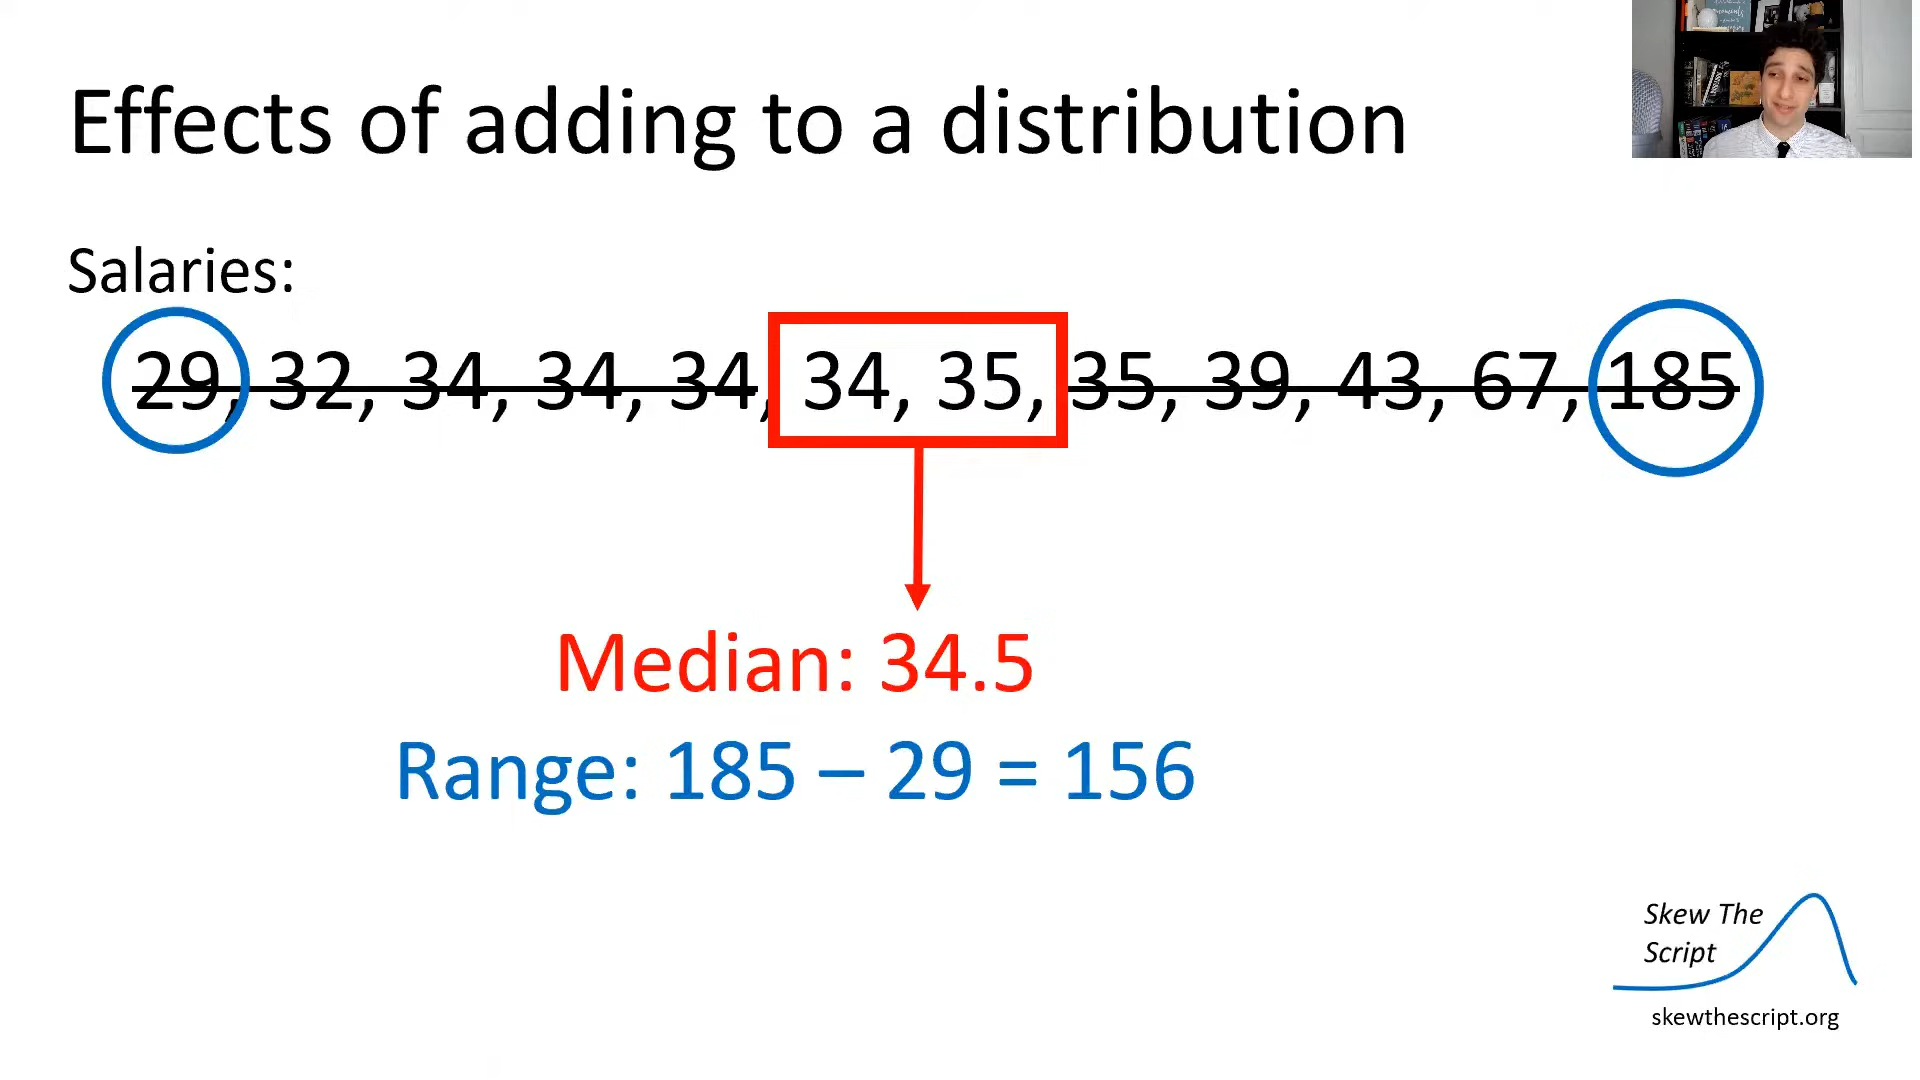 Effects of adding to a distribution
Salaries:
29, 32, 34, 34, 34, 34, 35, 35, 39, 43, 67, 185
Median: 34.5
Range: 185 – 29 = 156
Skew The
Script
skewthescript.org